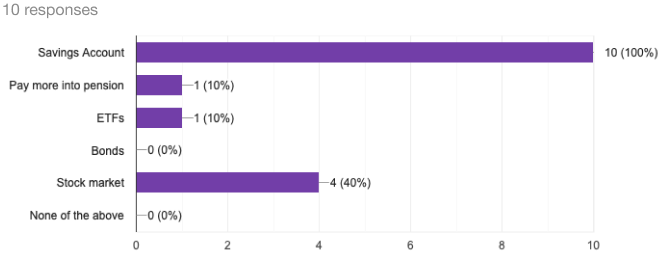 10 responses
Savings Account 10 (100%)
Pay more into pension 1 (10%)
ETFs 1 (10%)
Bonds 0 (0%)
Stock market 4 (40%)
None of the above 0 (0%)
0 2 4 6 8 10